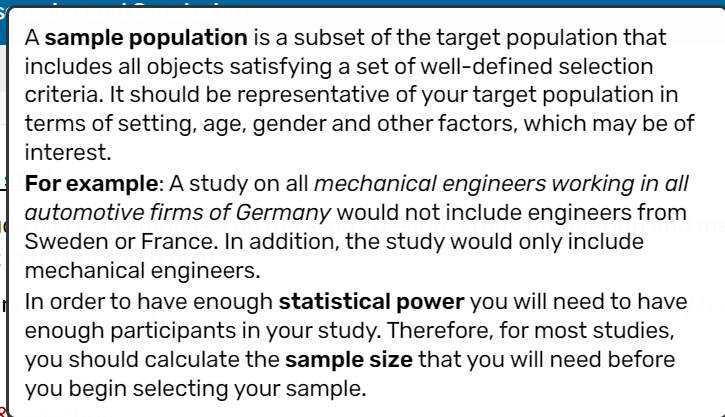 A sample population is a subset of the target population that
includes all objects satisfying a set of well-defined selection
criteria. It should be representative of your target population in
terms of setting, age, gender and other factors, which may be of
interest.
For example: A study on all mechanical engineers working in all
automotive firms of Germany would not include engineers from
Sweden or France. In addition, the study would only include
mechanical engineers.
In order to have enough statistical power you will need to have
enough participants in your study. Therefore, for most studies,
you should calculate the sample size that you will need before
you begin selecting your sample.